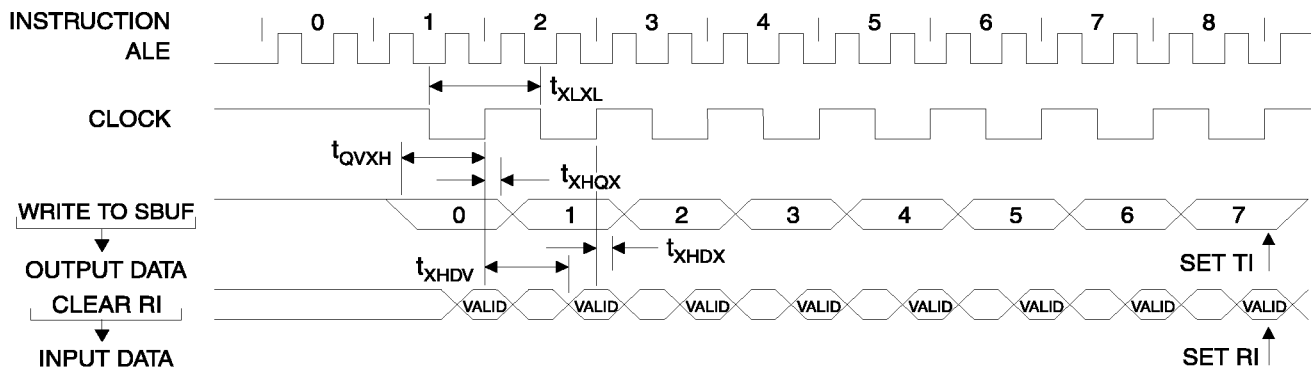 INSTRUCTION 0 1 2 3 4 5 6 7 8
ALE
tXLXL
CLOCK
tQVXH
tXHQX
WRITE TO SBUF 0 1 2 3 4 5 6 7
tXHDX
tXHDV
OUTPUT DATA SET TI
CLEAR RI VALID VALID VALID VALID VALID VALID VALID VALID
INPUT DATA SET RI